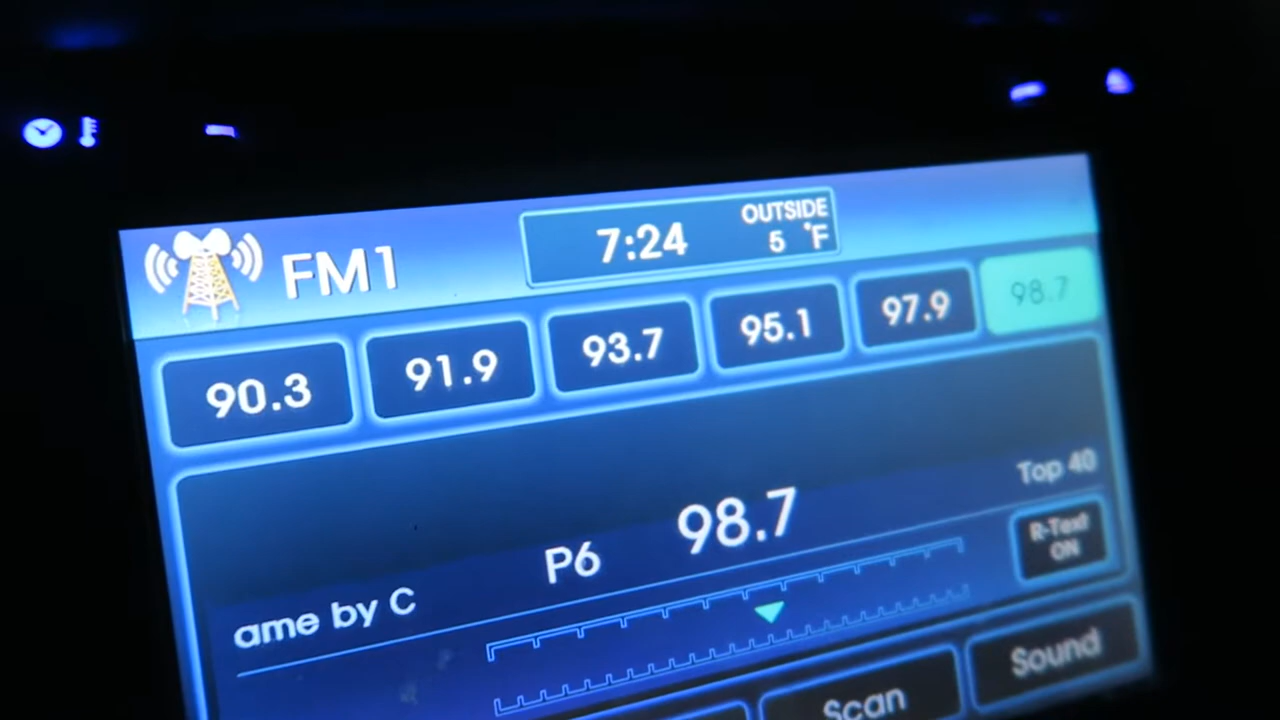 FM1
7:24
OUTSIDE
5 °F
90.3
91.9
93.7
95.1
97.9
98.7
Top 40
ame by C
P6
98.7
R-Text
ON
Scan
Sound